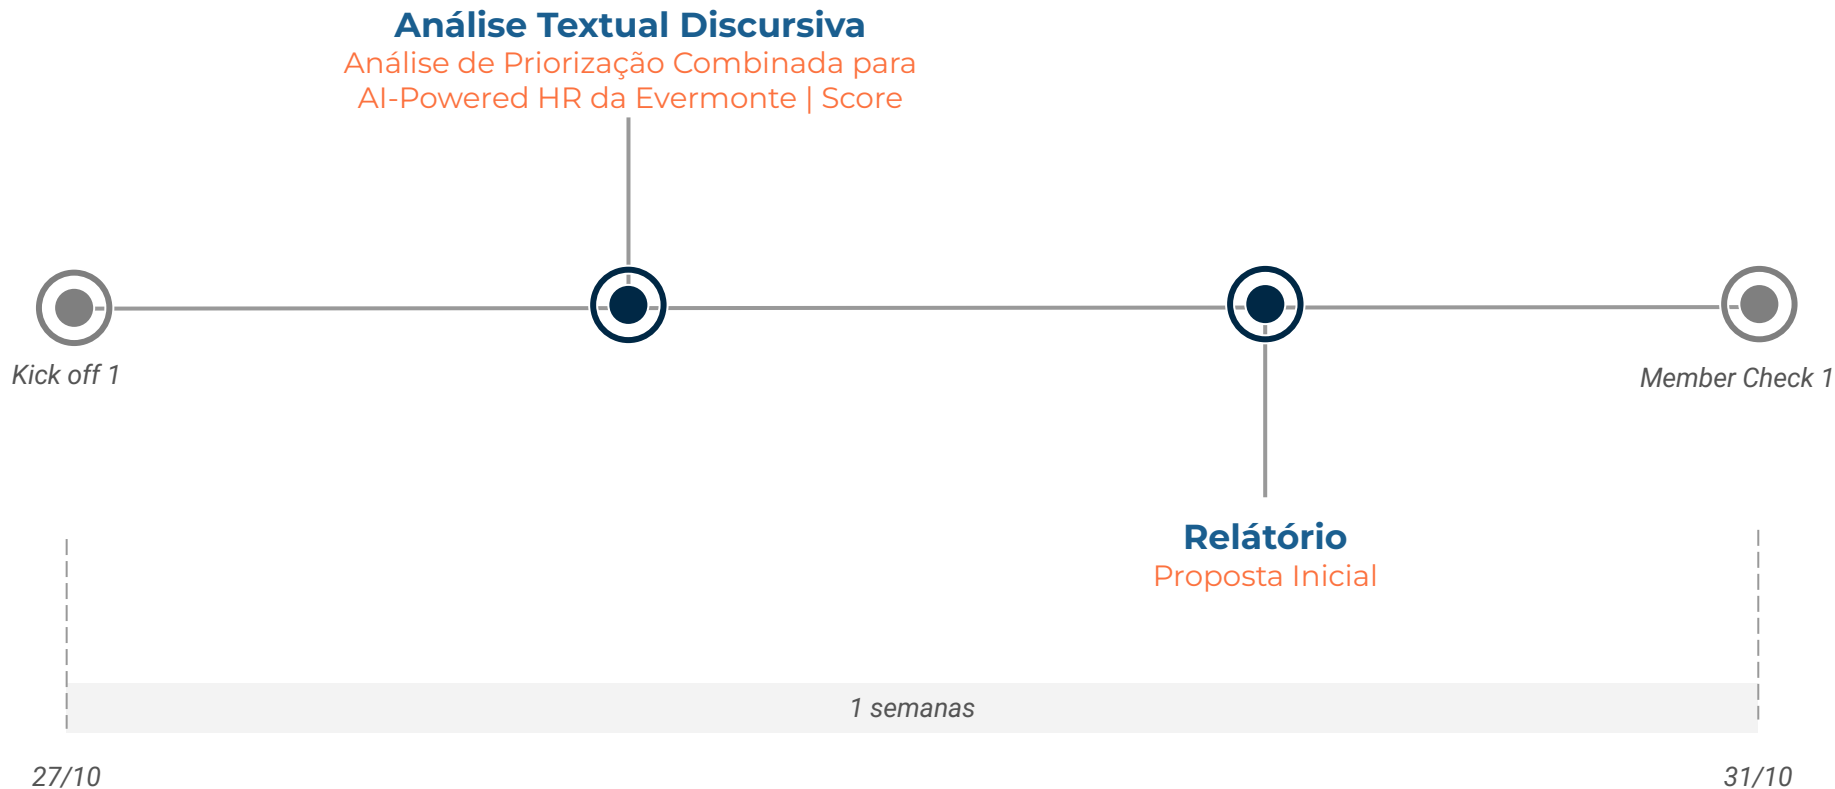 Análise Textual Discursiva
Análise de Priorização Combinada para
AI-Powered HR da Evermonte | Score
Kick off 1
Member Check 1
Relátório
Proposta Inicial
1 semanas
27/10
31/10